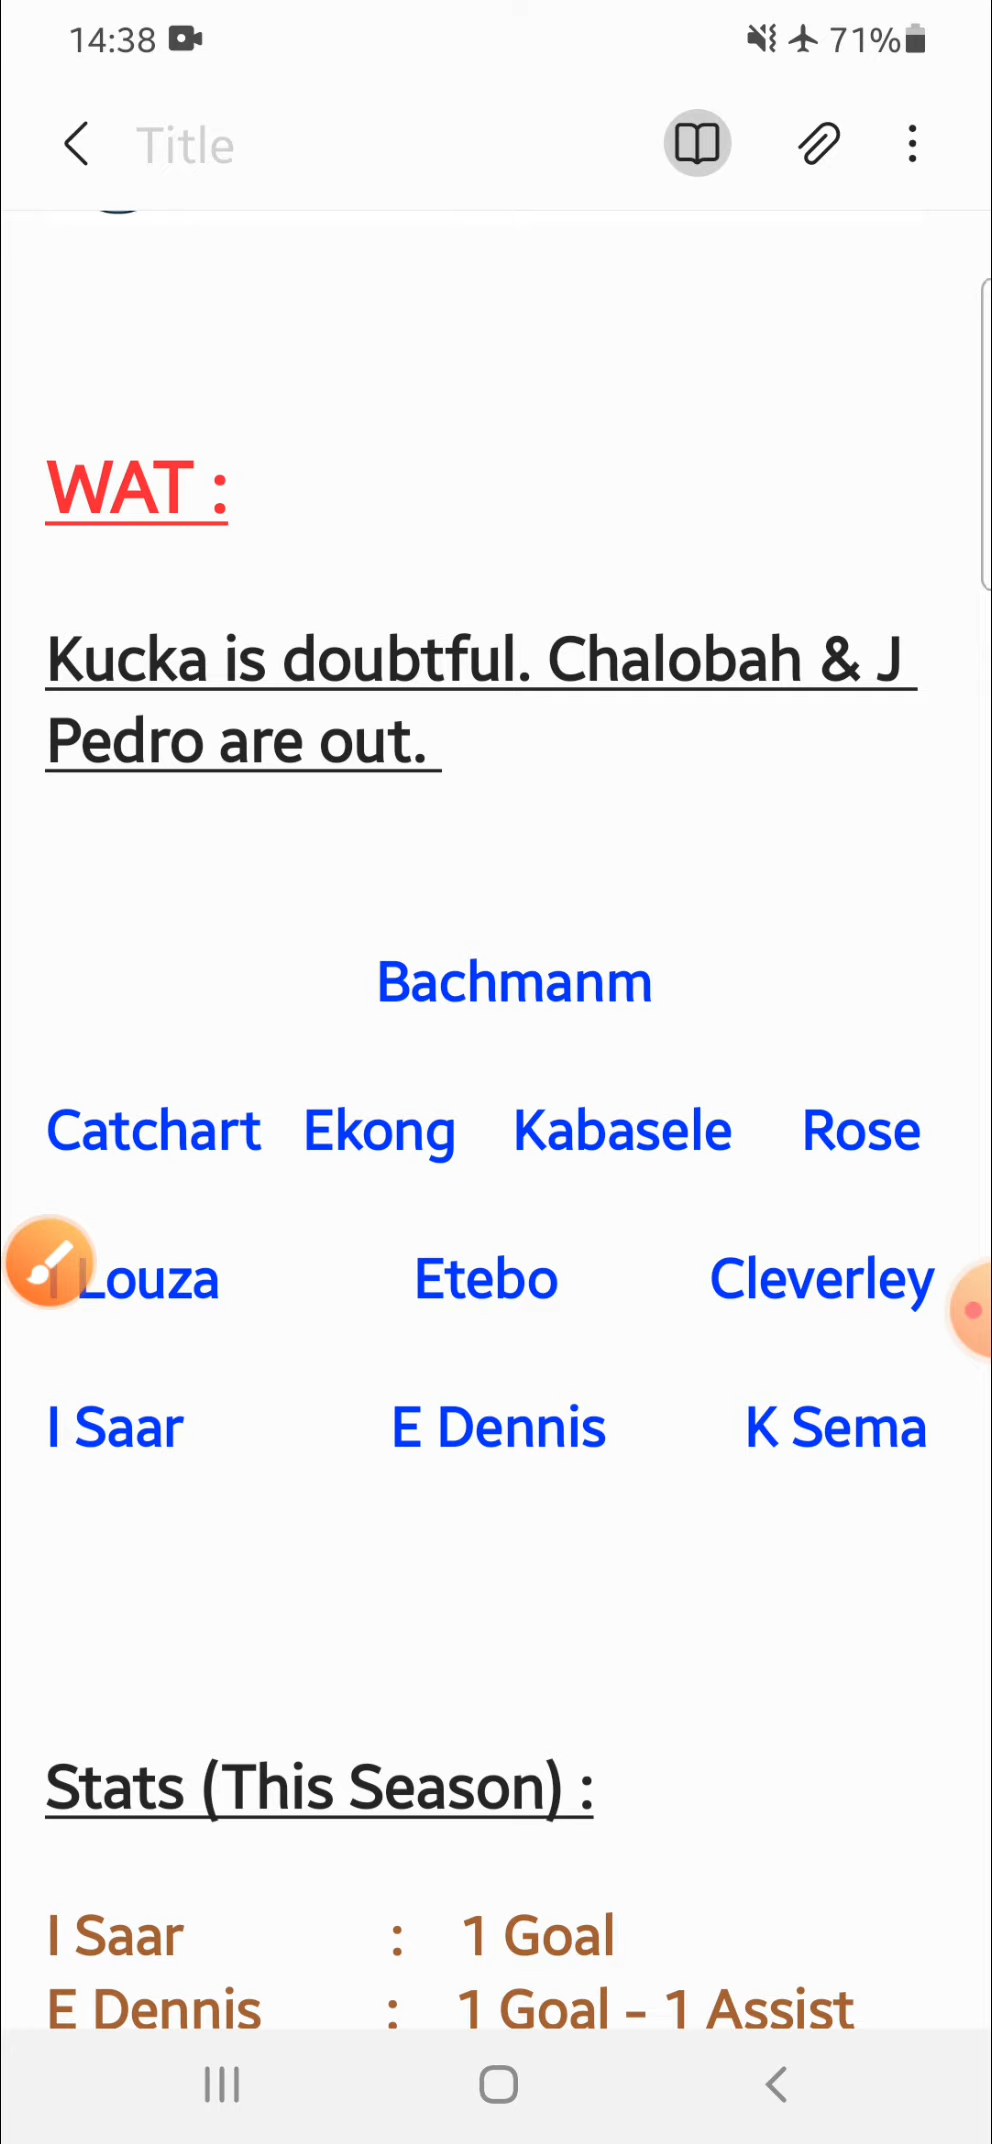 14:38 71%
Title
WAT :
Kucka is doubtful. Chalobah & J
Pedro are out.
Bachmanm
Catchart Ekong Kabasele Rose
I Louza Etebo Cleverley
I Saar E Dennis K Sema
Stats (This Season) :
I Saar : 1 Goal
E Dennis : 1 Goal - 1 Assist